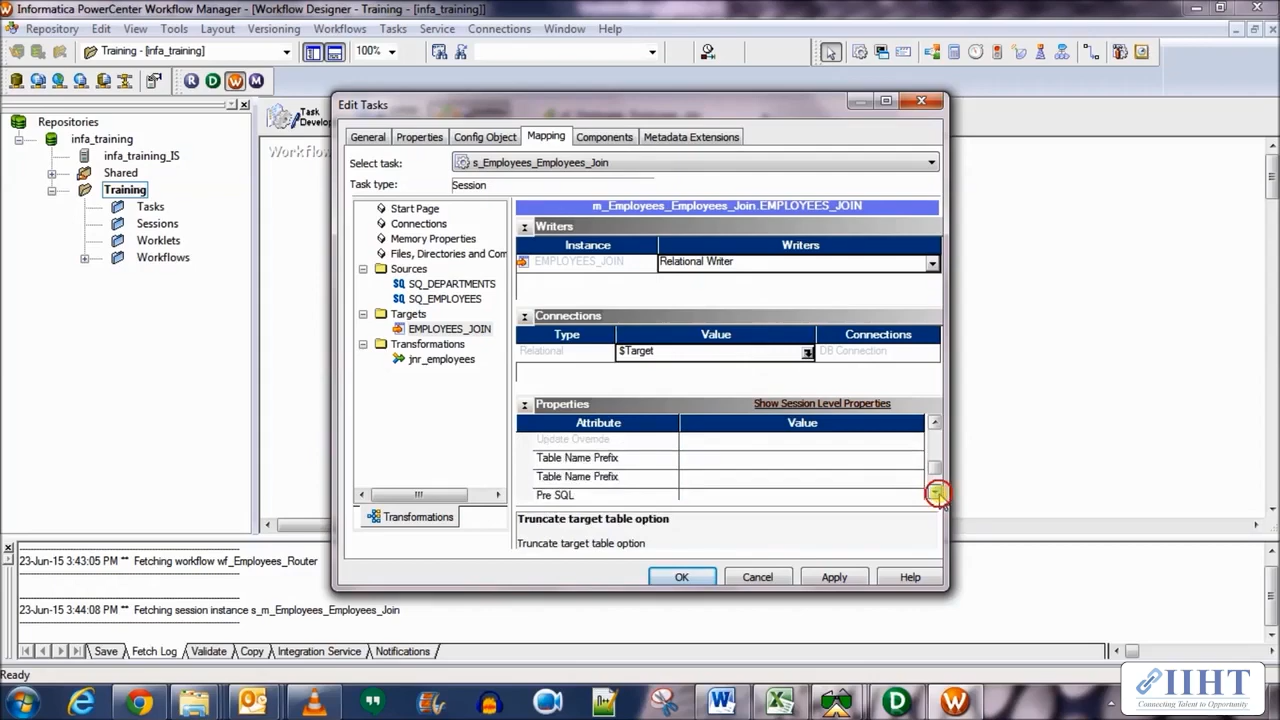 Informatica PowerCenter Workflow Manager - [Workflow Designer - Training - [infa_training]]
Repository Edit View Tools Layout Versioning Workflows Tasks Service Connections Window Help
Training - [infa_training] 100%
R D W M
Repositories
infa_training
infa_training_IS
Shared
Training
Tasks
Sessions
Worklets
Workflows
Task
Edit Tasks
General Properties Config Object Mapping Components Metadata Extensions
Select task: s_Employees_Employees_Join
Task type: Session
Start Page
Connections
Memory Properties
Files, Directories and Com
Sources
SQ_DEPARTMENTS
SQ_EMPLOYEES
Targets
EMPLOYEES_JOIN
Transformations
jnr_employees
Transformations
m_Employees_Employees_Join.EMPLOYEES_JOIN
Writers
Instance Writers
EMPLOYEES_JOIN Relational Writer
Connections
Type Value Connections
Relational $Target DB Connection
Properties Show Session Level Properties
Attribute Value
Update Override
Table Name Prefix
Table Name Prefix
Pre SQL
Truncate target table option
Truncate target table option
OK Cancel Apply Help
23-Jun-15 3:43:05 PM ** Fetching workflow wf_Employees_Router
23-Jun-15 3:44:08 PM ** Fetching session instance s_m_Employees_Employees_Join
Save Fetch Log Validate Copy Integration Service Notifications
Ready
IIHT
Connecting Talent to Opportunity